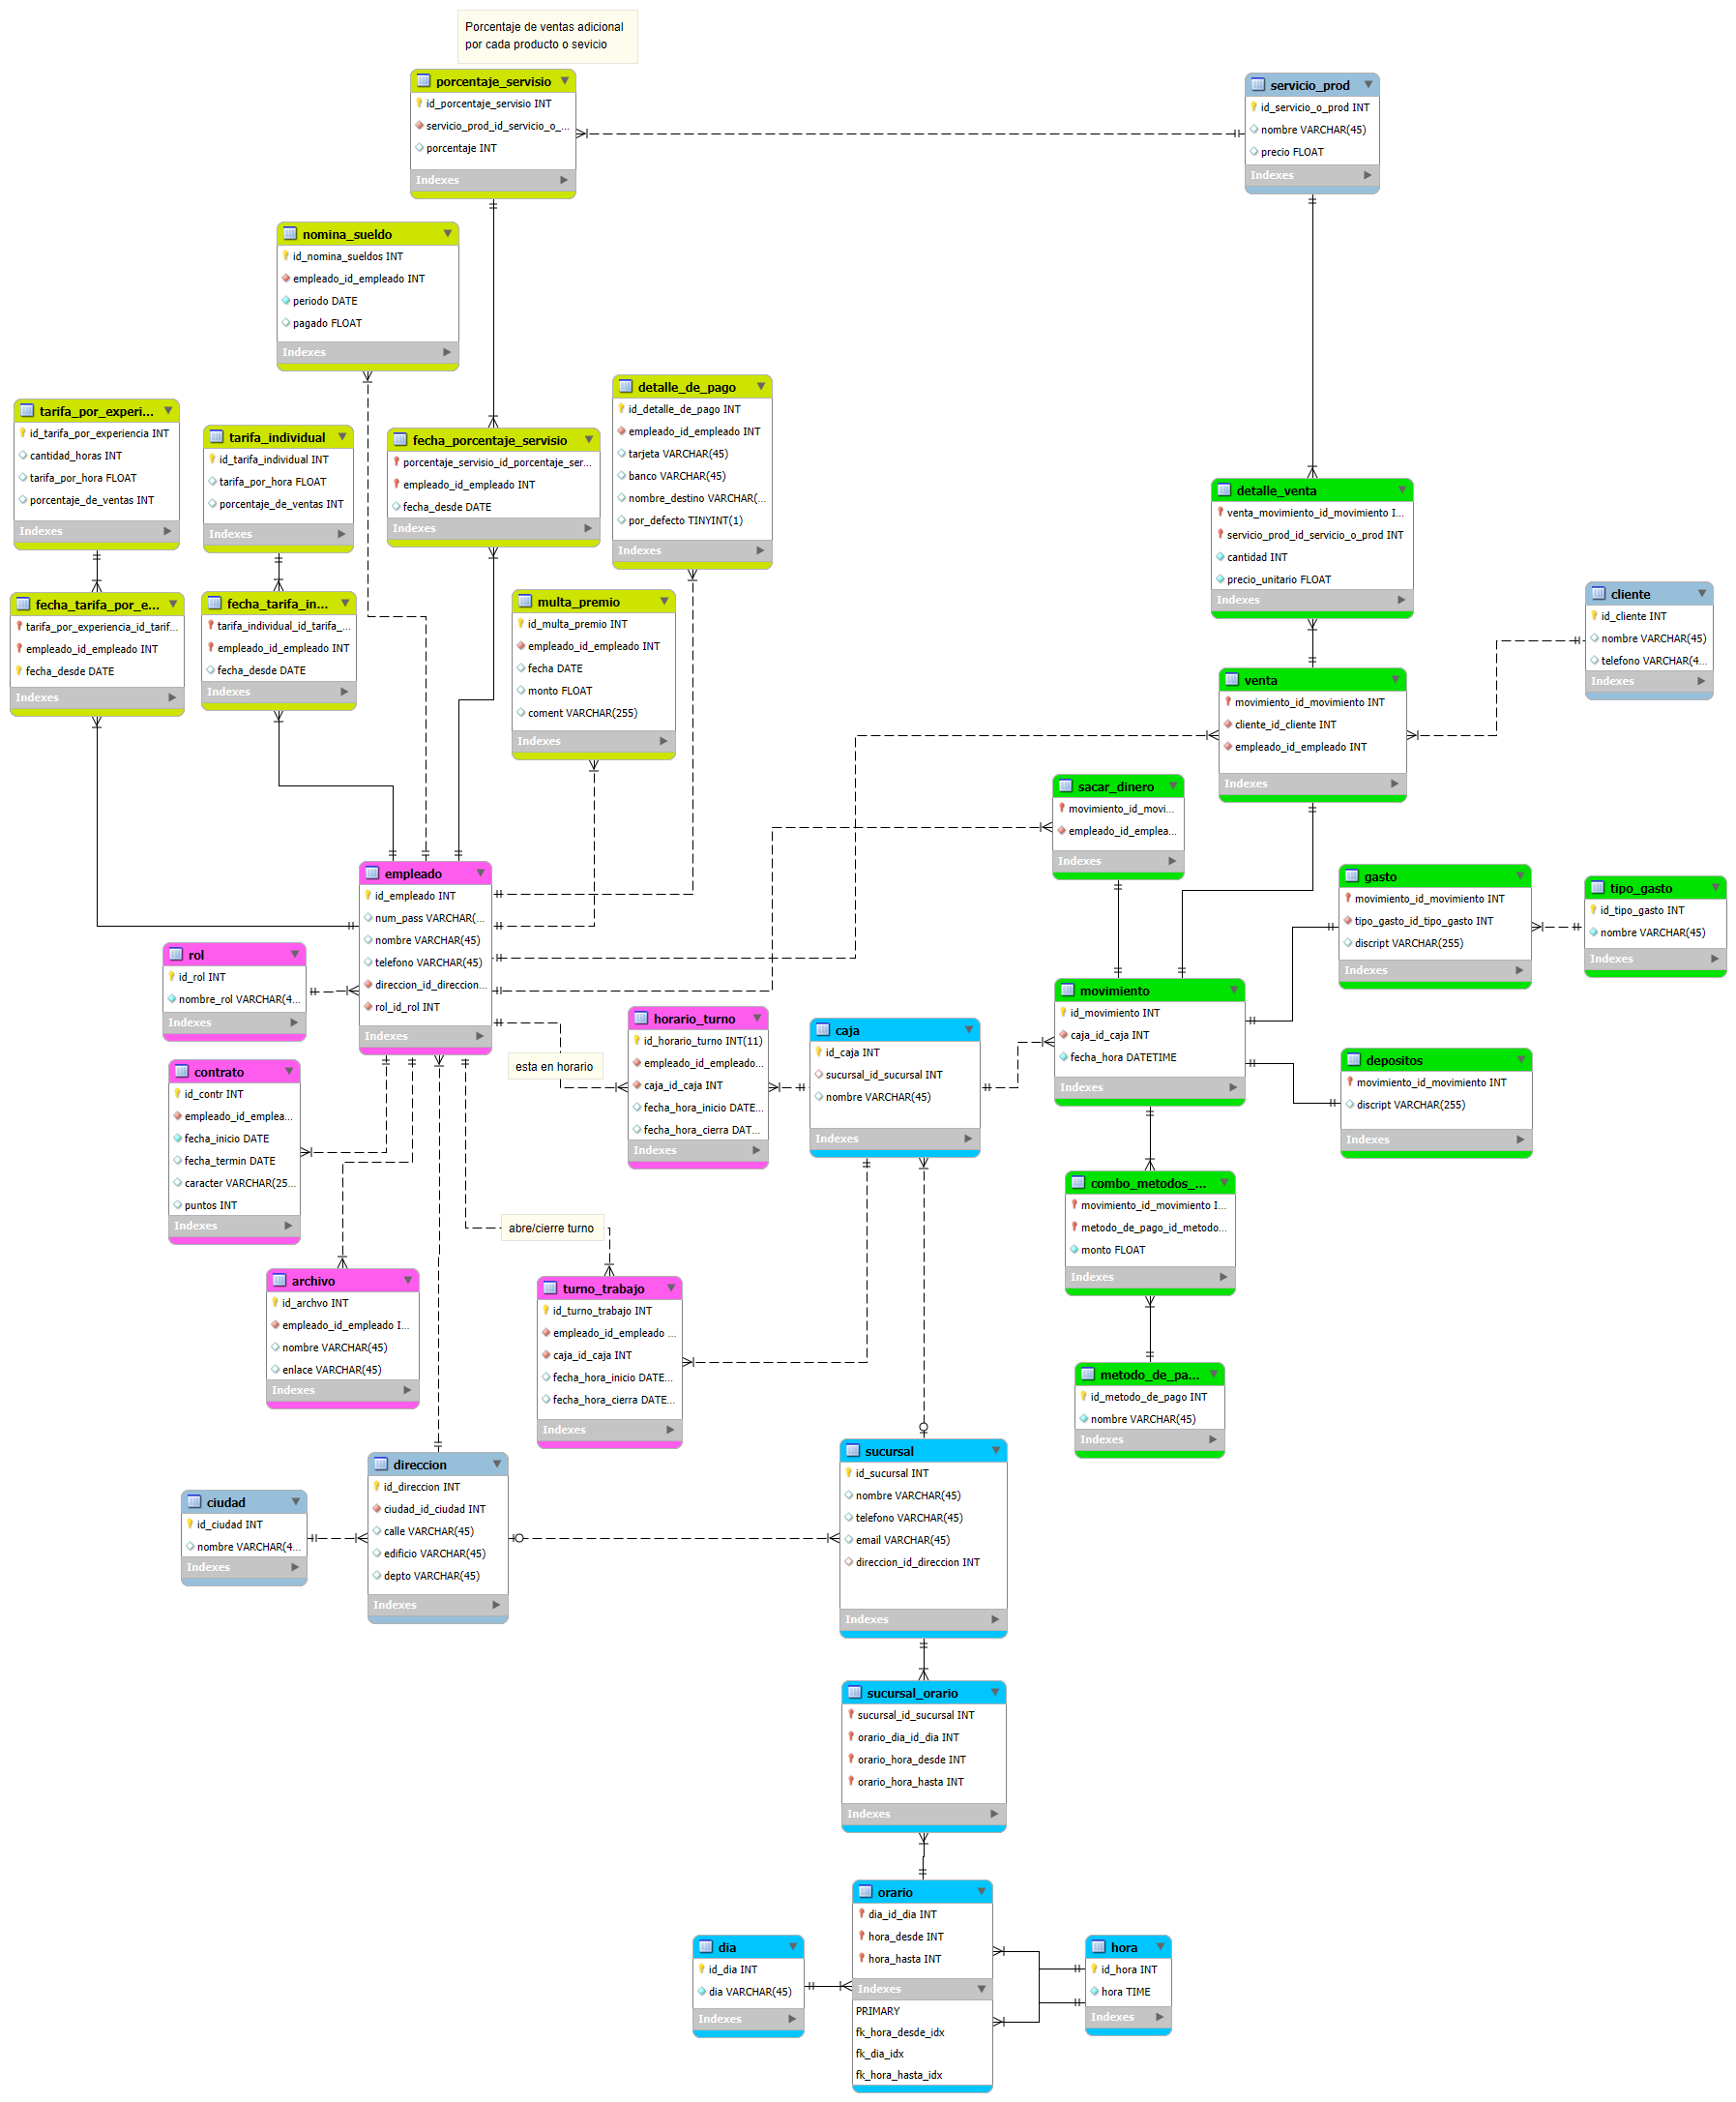 Porcentaje de ventas adicional
por cada producto o sevicio
porcentaje_servisio
id_porcentaje_servisio INT
servicio_prod_id_servicio_o_...
porcentaje INT
Indexes
servicio_prod
id_servicio_o_prod INT
nombre VARCHAR(45)
precio FLOAT
Indexes
nomina_sueldo
id_nomina_sueldos INT
empleado_id_empleado INT
periodo DATE
pagado FLOAT
Indexes
detalle_de_pago
id_detalle_de_pago INT
empleado_id_empleado INT
tarjeta VARCHAR(45)
banco VARCHAR(45)
nombre_destino VARCHAR(...
por_defecto TINYINT(1)
Indexes
tarifa_por_experi...
id_tarifa_por_experiencia INT
cantidad_horas INT
tarifa_por_hora FLOAT
porcentaje_de_ventas INT
Indexes
tarifa_individual
id_tarifa_individual INT
tarifa_por_hora FLOAT
porcentaje_de_ventas INT
Indexes
fecha_porcentaje_servisio
porcentaje_servisio_id_porcentaje_ser...
empleado_id_empleado INT
fecha_desde DATE
Indexes
detalle_venta
venta_movimiento_id_movimiento I...
servicio_prod_id_servicio_o_prod INT
cantidad INT
precio_unitario FLOAT
Indexes
fecha_tarifa_por_e...
tarifa_por_experiencia_id_tarif...
empleado_id_empleado INT
fecha_desde DATE
Indexes
fecha_tarifa_in...
tarifa_individual_id_tarifa_...
empleado_id_empleado INT
fecha_desde DATE
Indexes
multa_premio
id_multa_premio INT
empleado_id_empleado INT
fecha DATE
monto FLOAT
coment VARCHAR(255)
Indexes
cliente
id_cliente INT
nombre VARCHAR(45)
telefono VARCHAR(4...
Indexes
venta
movimiento_id_movimiento INT
cliente_id_cliente INT
empleado_id_empleado INT
Indexes
sacar_dinero
movimiento_id_movi...
empleado_id_emplea...
Indexes
empleado
id_empleado INT
num_pass VARCHAR(...
nombre VARCHAR(45)
telefono VARCHAR(45)
direccion_id_direccion...
rol_id_rol INT
Indexes
gasto
movimiento_id_movimiento INT
tipo_gasto_id_tipo_gasto INT
discript VARCHAR(255)
Indexes
tipo_gasto
id_tipo_gasto INT
nombre VARCHAR(45)
Indexes
rol
id_rol INT
nombre_rol VARCHAR(4...
Indexes
movimiento
id_movimiento INT
caja_id_caja INT
fecha_hora DATETIME
Indexes
horario_turno
id_horario_turno INT(11)
empleado_id_empleado...
caja_id_caja INT
fecha_hora_inicio DATE...
fecha_hora_cierra DAT...
Indexes
caja
id_caja INT
sucursal_id_sucursal INT
nombre VARCHAR(45)
Indexes
esta en horario
depositos
movimiento_id_movimiento INT
discript VARCHAR(255)
Indexes
contrato
id_contr INT
empleado_id_emplea...
fecha_inicio DATE
fecha_termin DATE
caracter VARCHAR(25...
puntos INT
Indexes
combo_metodos_...
movimiento_id_movimiento I...
metodo_de_pago_id_metodo...
monto FLOAT
Indexes
abre/cierre turno
archivo
id_archvo INT
empleado_id_empleado I...
nombre VARCHAR(45)
enlace VARCHAR(45)
Indexes
turno_trabajo
id_turno_trabajo INT
empleado_id_empleado ...
caja_id_caja INT
fecha_hora_inicio DATE...
fecha_hora_cierra DATE...
Indexes
metodo_de_pa...
id_metodo_de_pago INT
nombre VARCHAR(45)
Indexes
sucursal
id_sucursal INT
nombre VARCHAR(45)
telefono VARCHAR(45)
email VARCHAR(45)
direccion_id_direccion INT
Indexes
direccion
id_direccion INT
ciudad_id_ciudad INT
calle VARCHAR(45)
edificio VARCHAR(45)
depto VARCHAR(45)
Indexes
ciudad
id_ciudad INT
nombre VARCHAR(4...
Indexes
sucursal_orario
sucursal_id_sucursal INT
orario_dia_id_dia INT
orario_hora_desde INT
orario_hora_hasta INT
Indexes
orario
dia_id_dia INT
hora_desde INT
hora_hasta INT
Indexes
PRIMARY
fk_hora_desde_idx
fk_dia_idx
fk_hora_hasta_idx
dia
id_dia INT
dia VARCHAR(45)
Indexes
hora
id_hora INT
hora TIME
Indexes